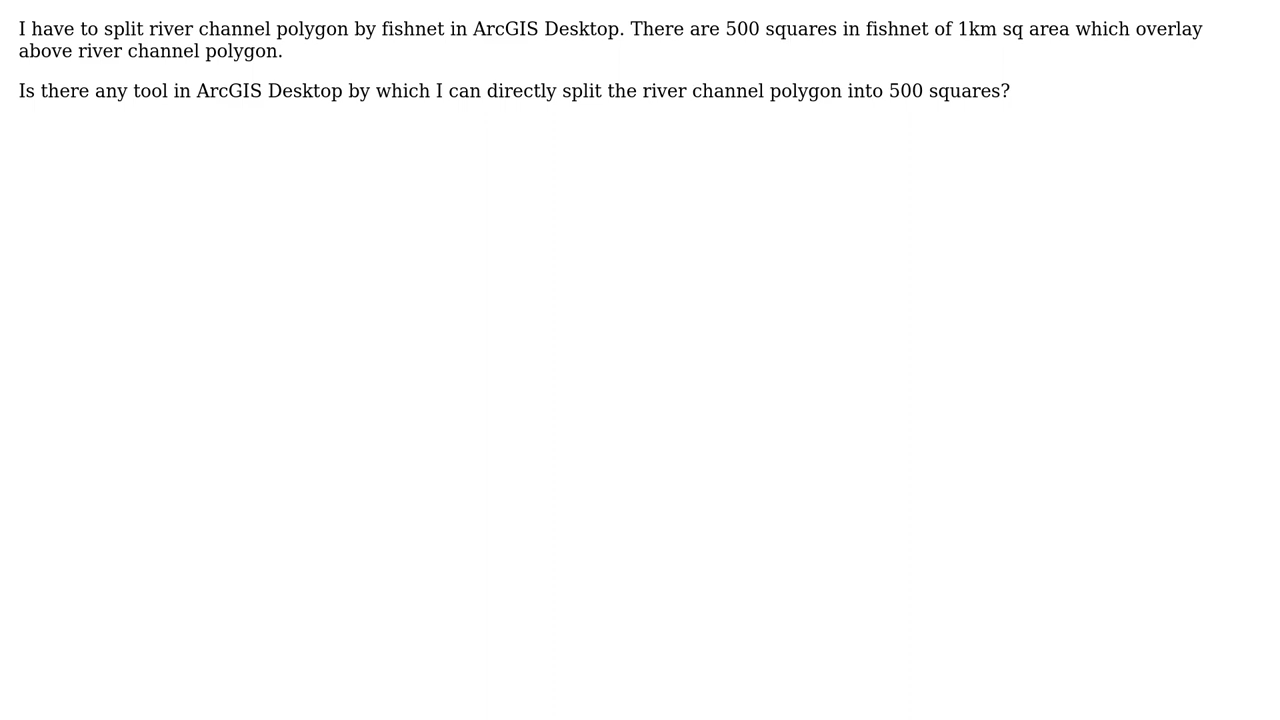 I have to split river channel polygon by fishnet in ArcGIS Desktop. There are 500 squares in fishnet of 1km sq area which overlay
above river channel polygon.
Is there any tool in ArcGIS Desktop by which I can directly split the river channel polygon into 500 squares?